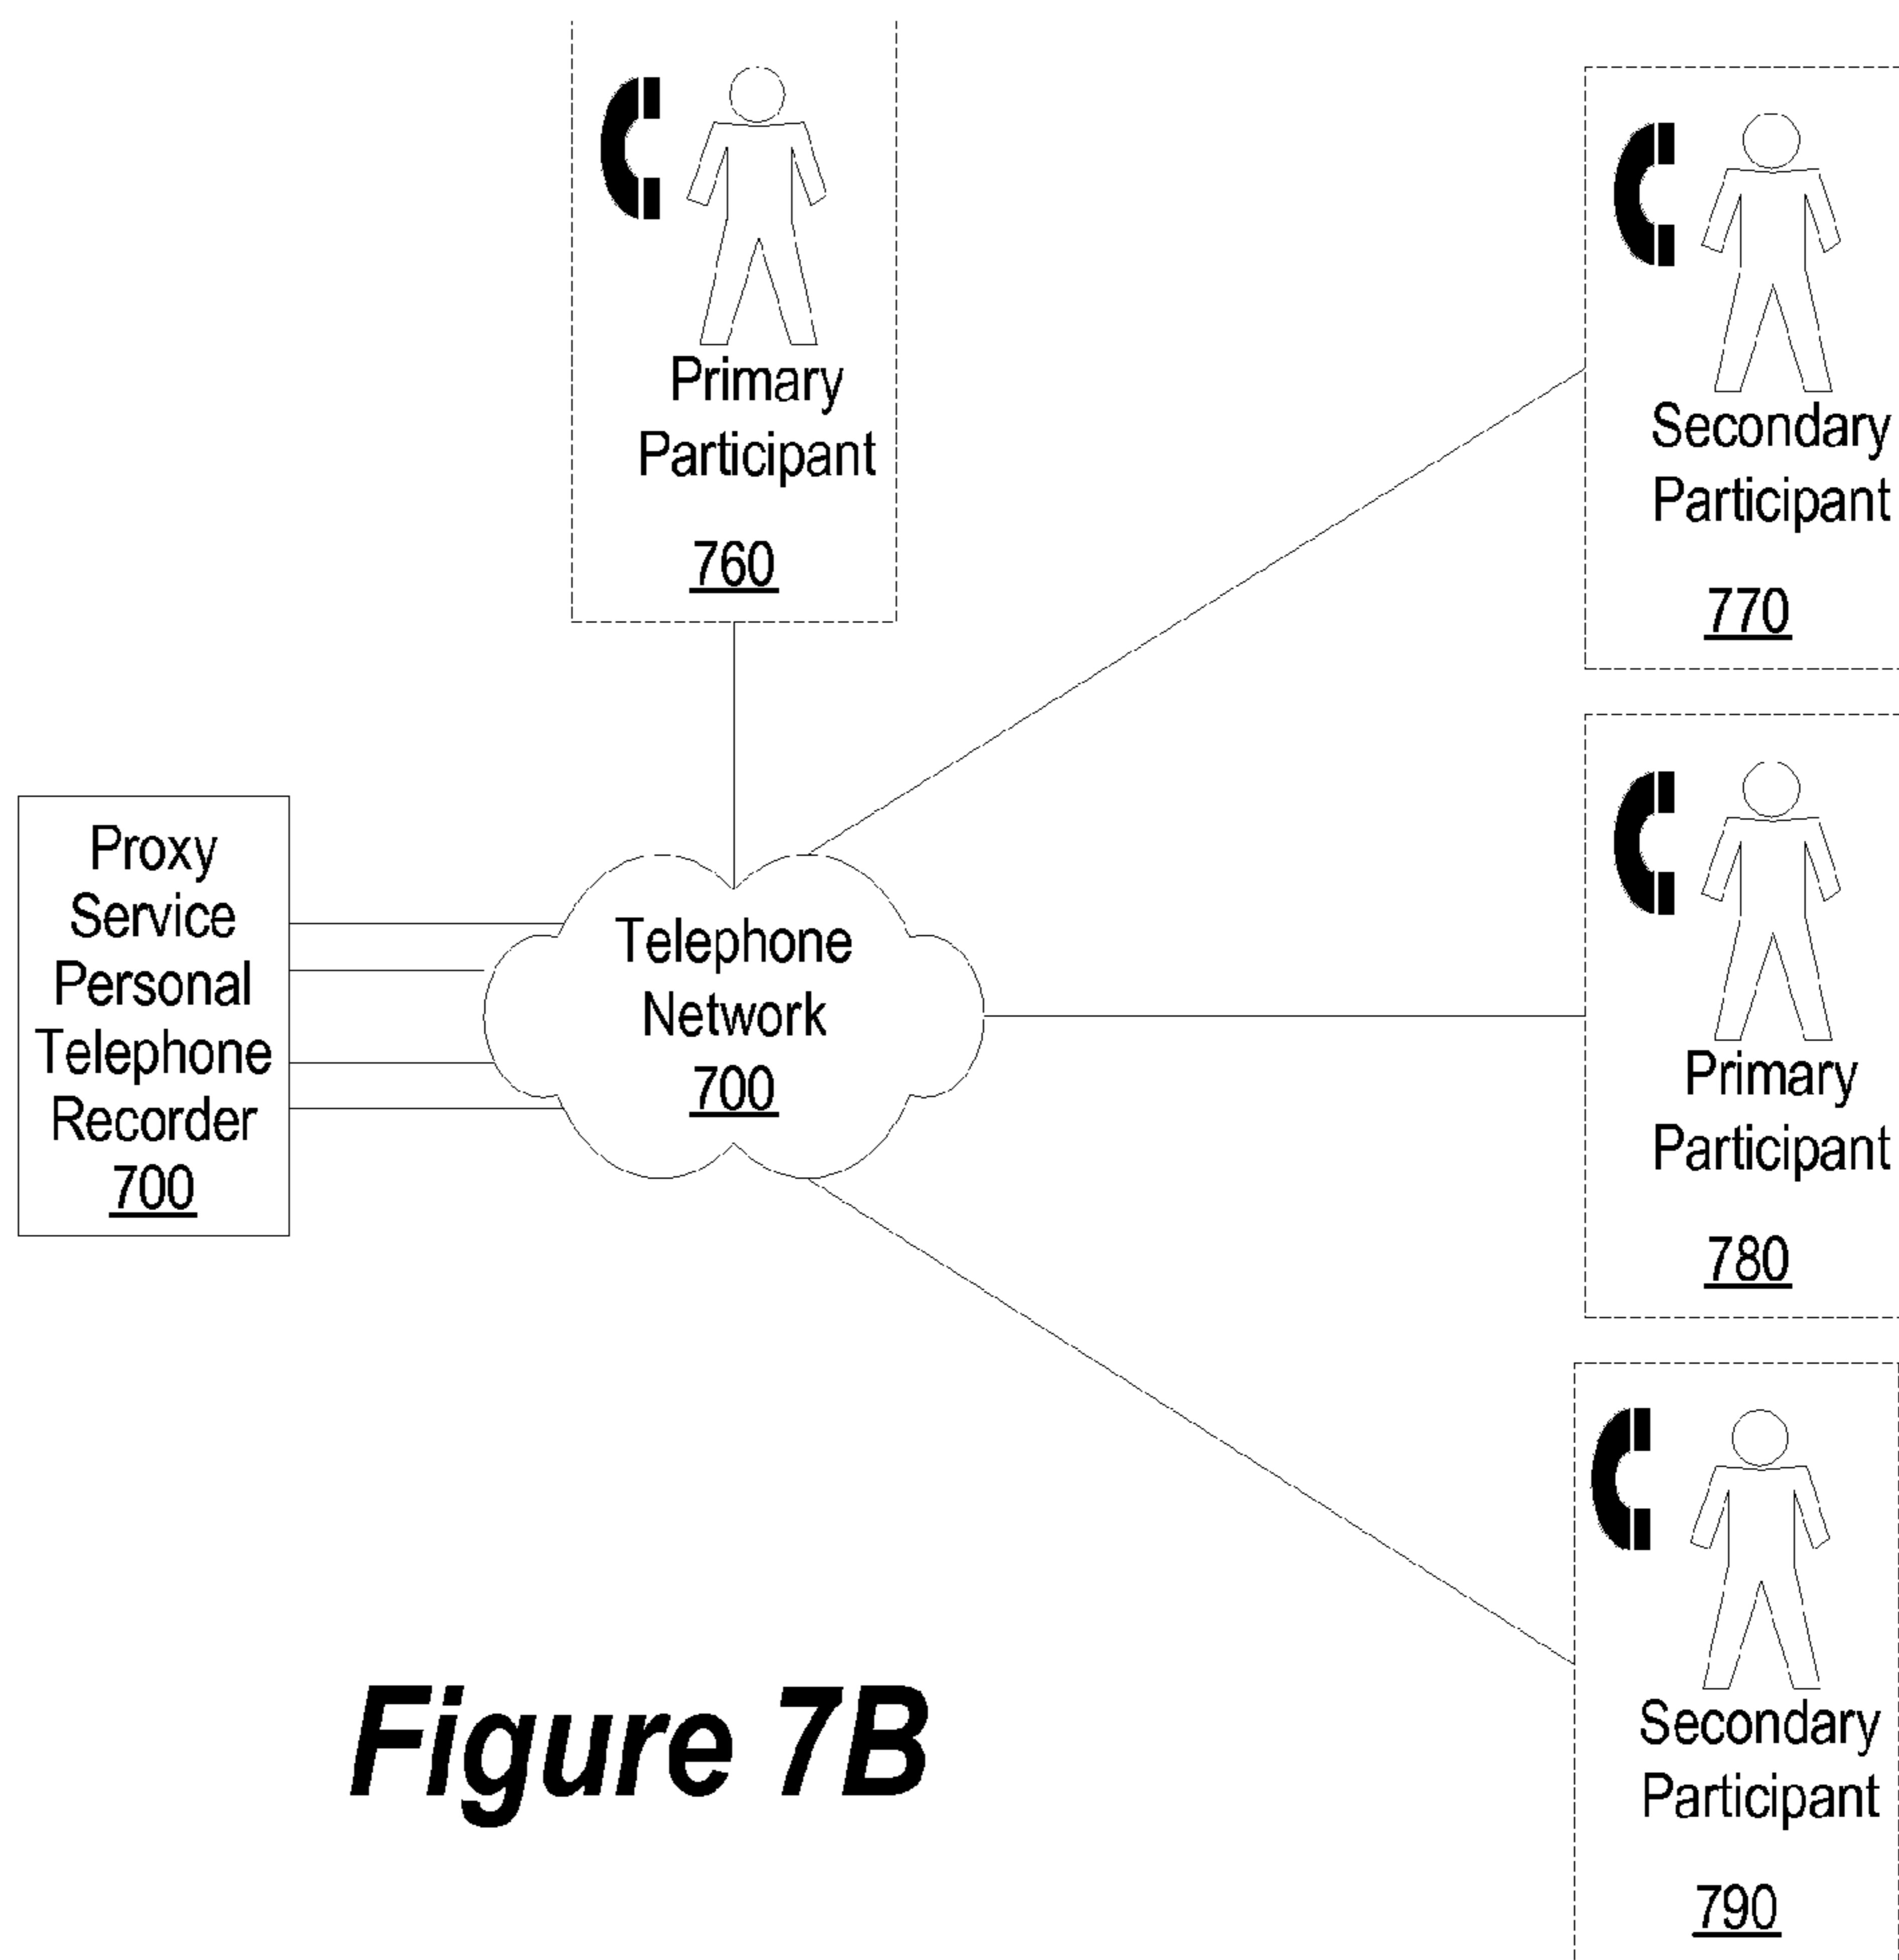 Primary
Participant
760
Secondary
Participant
770
Proxy
Service
Personal
Telephone
Recorder
700
Telephone
Network
700
Primary
Participant
780
Secondary
Participant
790
Figure 7B